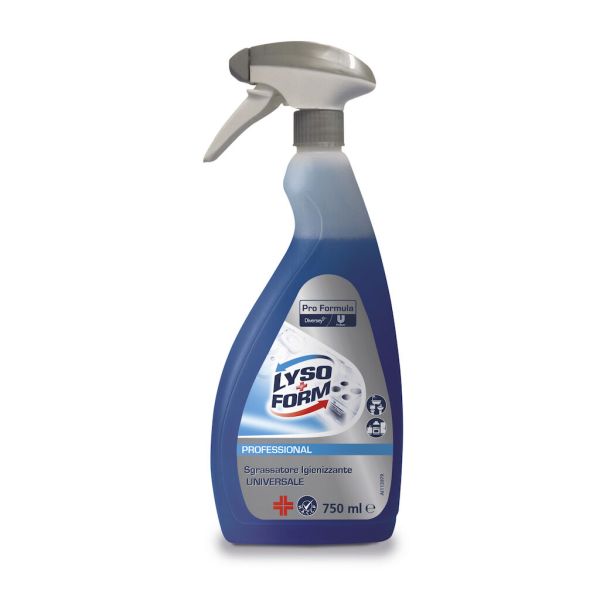 Pro Formula
Diversey
LYSO
FORM
PROFESSIONAL
Sgrassatore Igienizzante
UNIVERSALE
750 ml e